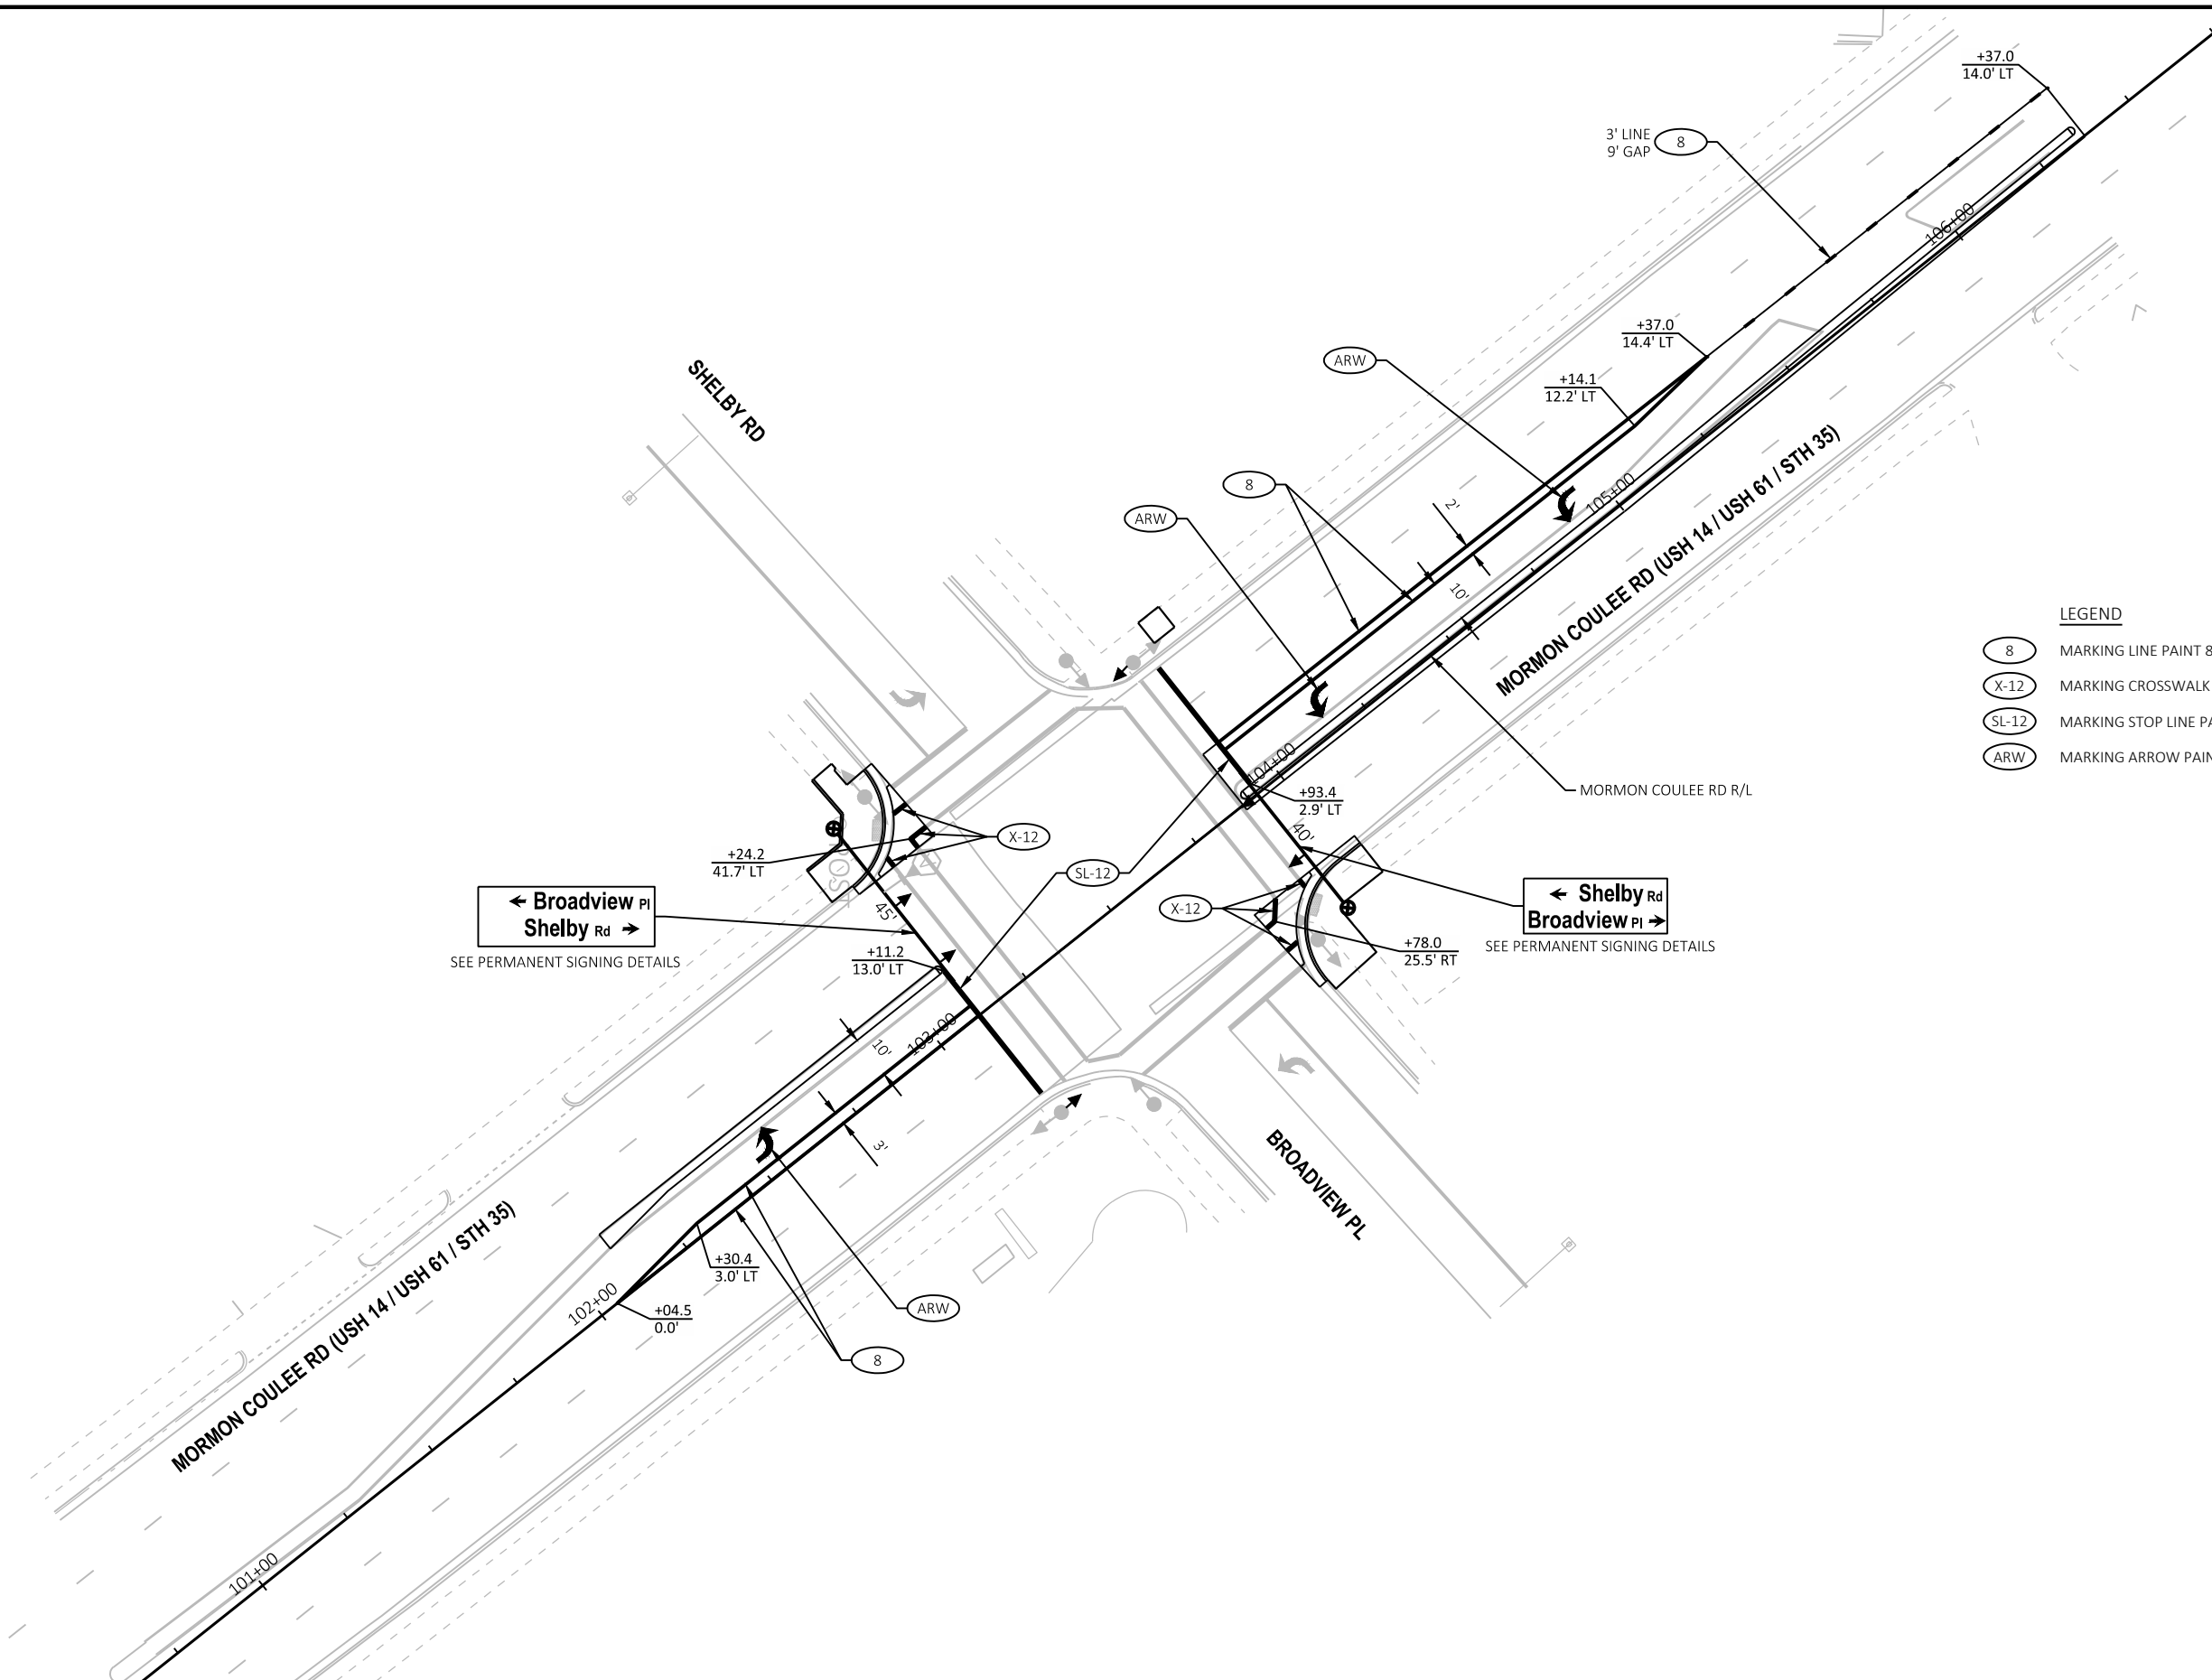 +37.0
14.0' LT
3' LINE
9' GAP
8
106+00
+37.0
14.4' LT
ARW
+14.1
12.2' LT
SHELBY RD
8
ARW
2'
105+00
10'
MORMON COULEE RD (USH 14 / USH 61 / STH 35)
LEGEND
8 MARKING LINE PAINT 8
X-12 MARKING CROSSWALK
SL-12 MARKING STOP LINE
ARW MARKING ARROW
104+00
MORMON COULEE RD R/L
+93.4
2.9' LT
40'
X-12
+24.2
41.7' LT
SL-12
← Broadview Pl
Shelby Rd →
SEE PERMANENT SIGNING DETAILS
45'
X-12
← Shelby Rd
Broadview Pl →
SEE PERMANENT SIGNING DETAILS
+78.0
25.5' RT
+11.2
13.0' LT
103+00
10'
3'
BROADVIEW PL
MORMON COULEE RD (USH 14 / USH 61 / STH 35)
+30.4
3.0' LT
102+00
+04.5
0.0'
ARW
8
101+00